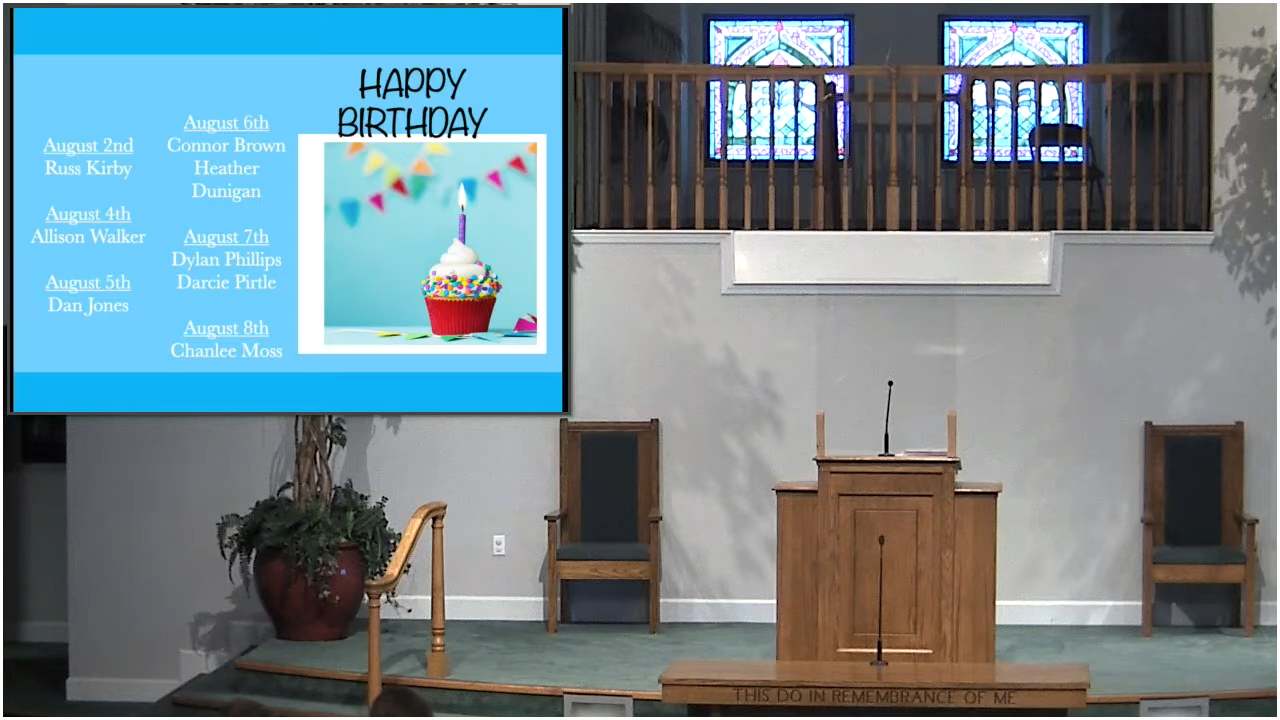 HAPPY
BIRTHDAY
August 2nd
Russ Kirby
August 4th
Allison Walker
August 5th
Dan Jones
August 6th
Connor Brown
Heather
Dunigan
August 7th
Dylan Phillips
Darcie Pirtle
August 8th
Chanlee Moss
THIS DO IN REMEMBRANCE OF ME